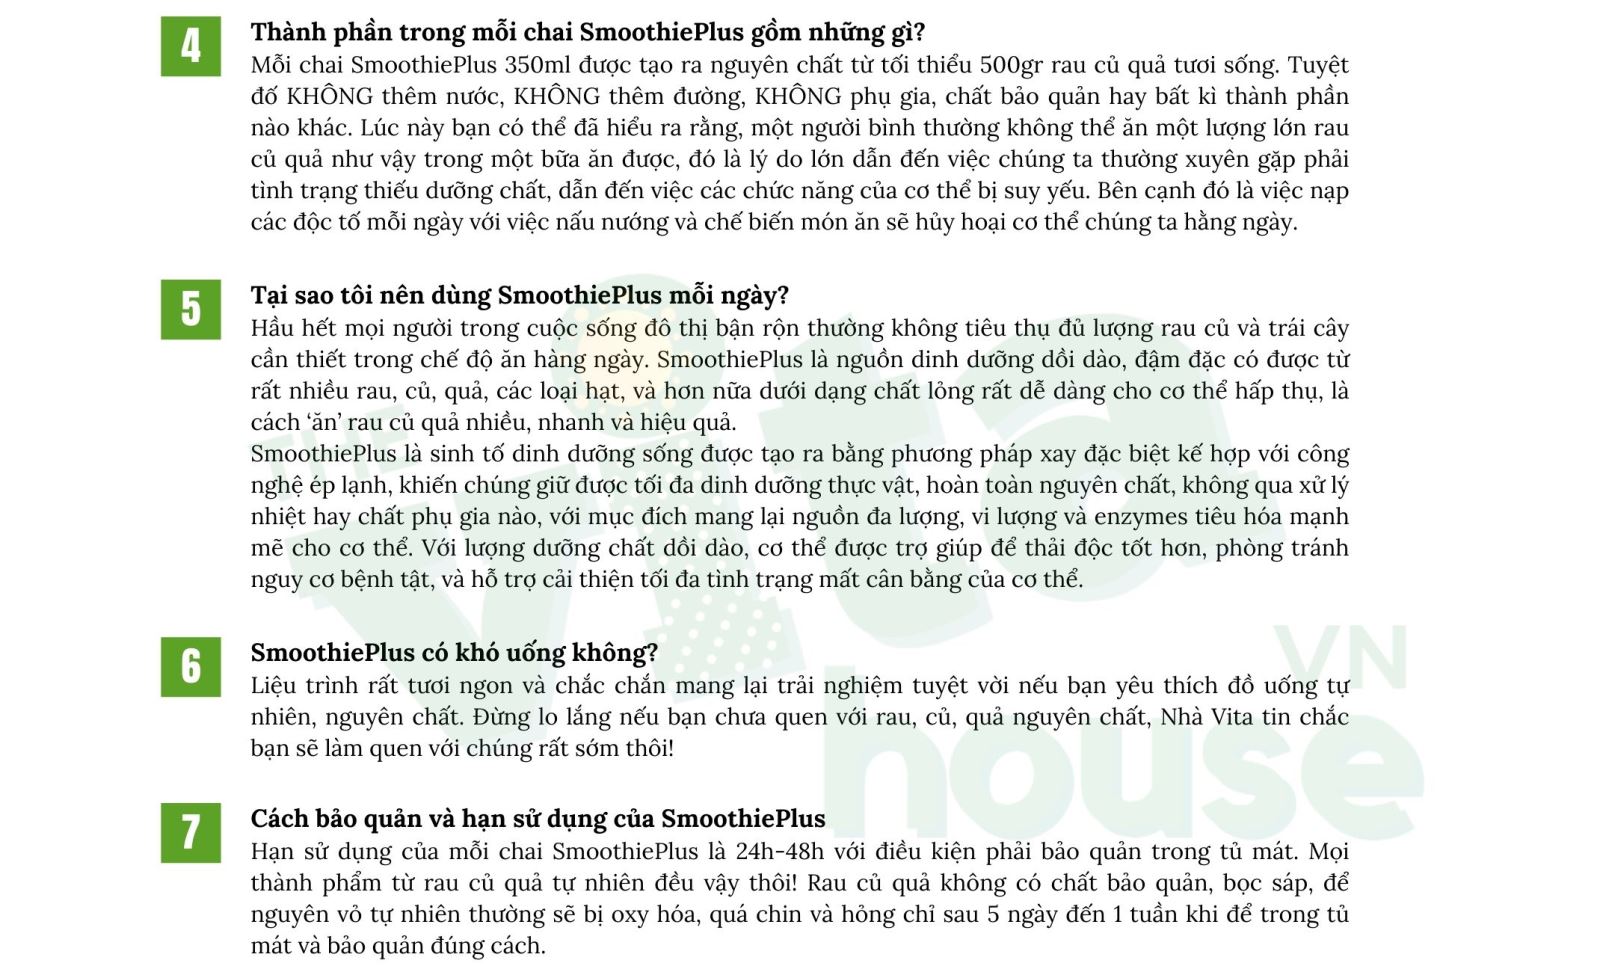 4
Thành phần trong mỗi chai SmoothiePlus gồm những gì?
Mỗi chai SmoothiePlus 350ml được tạo ra nguyên chất từ tối thiểu 500gr rau củ quả tươi sống. Tuyệt
đố KHÔNG thêm nước, KHÔNG thêm đường, KHÔNG phụ gia, chất bảo quản hay bất kì thành phần
nào khác. Lúc này bạn có thể đã hiểu ra rằng, một người bình thường không thể ăn một lượng lớn rau
củ quả như vậy trong một bữa ăn được, đó là lý do lớn dẫn đến việc chúng ta thường xuyên gặp phải
tình trạng thiếu dưỡng chất, dẫn đến việc các chức năng của cơ thể bị suy yếu. Bên cạnh đó là việc nạp
các độc tố mỗi ngày với việc nấu nướng và chế biến món ăn sẽ hủy hoại cơ thể chúng ta hằng ngày.
5
Tại sao tôi nên dùng SmoothiePlus mỗi ngày?
Hầu hết mọi người trong cuộc sống đô thị bận rộn thường không tiêu thụ đủ lượng rau củ và trái cây
cần thiết trong chế độ ăn hàng ngày. SmoothiePlus là nguồn dinh dưỡng dồi dào, đậm đặc có được từ
rất nhiều rau, củ, quả, các loại hạt, và hơn nữa dưới dạng chất lỏng rất dễ dàng cho cơ thể hấp thụ, là
cách ‘ăn’ rau củ quả nhiều, nhanh và hiệu quả.
SmoothiePlus là sinh tố dinh dưỡng sống được tạo ra bằng phương pháp xay đặc biệt kế hợp với công
nghệ ép lạnh, khiến chúng giữ được tối đa dinh dưỡng thực vật, hoàn toàn nguyên chất, không qua xử lý
nhiệt hay chất phụ gia nào, với mục đích mang lại nguồn đa lượng, vi lượng và enzymes tiêu hóa mạnh
mẽ cho cơ thể. Với lượng dưỡng chất dồi dào, cơ thể được trợ giúp để thải độc tốt hơn, phòng tránh
nguy cơ bệnh tật, và hỗ trợ cải thiện tối đa tình trạng mất cân bằng của cơ thể.
6
SmoothiePlus có khó uống không?
Liệu trình rất tươi ngon và chắc chắn mang lại trải nghiệm tuyệt vời nếu bạn yêu thích đồ uống tự
nhiên, nguyên chất. Đừng lo lắng nếu bạn chưa quen với rau, củ, quả nguyên chất, Nhà Vita tin chắc
bạn sẽ làm quen với chúng rất sớm thôi!
7
Cách bảo quản và hạn sử dụng của SmoothiePlus
Hạn sử dụng của mỗi chai SmoothiePlus là 24h-48h với điều kiện phải bảo quản trong tủ mát. Mọi
thành phẩm từ rau củ quả tự nhiên đều vậy thôi! Rau củ quả không có chất bảo quản, bọc sáp, để
nguyên vỏ tự nhiên thường sẽ bị oxy hóa, quá chin và hỏng chỉ sau 5 ngày đến 1 tuần khi để trong tủ
mát và bảo quản đúng cách.
THE
vita
VN
house